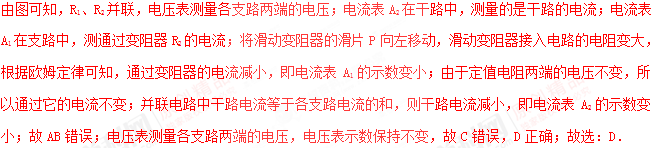 由图可知，R₁、R₂并联，电压表测量各支路两端的电压；电流表 A₂在干路中，测量的是干路的电流；电流表
A₁在支路中，测通过变阻器 R₂的电流；将滑动变阻器的滑片 P 向左移动，滑动变阻器接入电路的电阻变大，
根据欧姆定律可知，通过变阻器的电流减小，即电流表 A₁的示数变小；由于定值电阻两端的电压不变，所
以通过它的电流不变；并联电路中干路电流等于各支路电流的和，则干路电流减小，即电流表 A₂的示数变
小；故 AB 错误；电压表测量各支路两端的电压，电压表示数保持不变，故 C 错误，D 正确；故选：D．